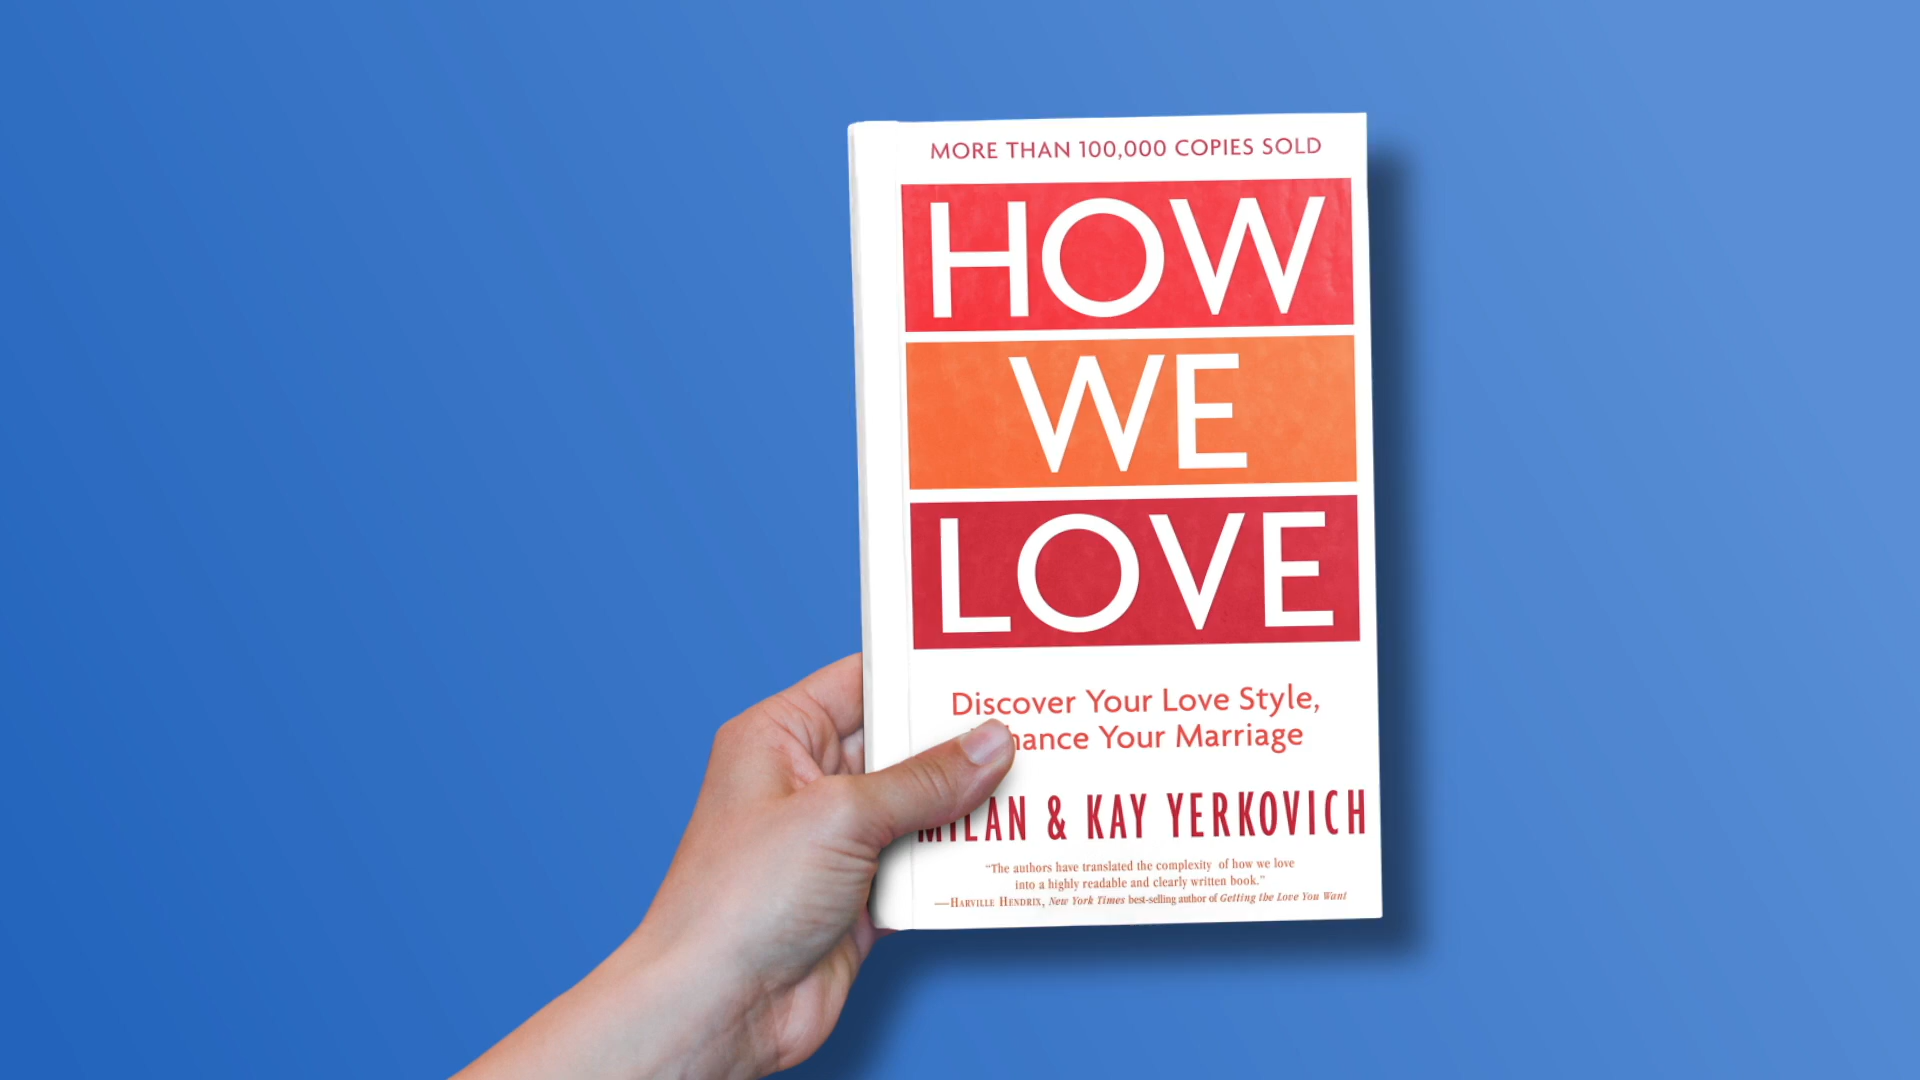 MORE THAN 100,000 COPIES SOLD
HOW
WE
LOVE
Discover Your Love Style,
Your Marriage
MILAN & KAY YERKOVICH
“The authors have translated the complexity of how we love
into a highly readable and clearly written book.”
—HARVILLE HENDRIX, New York Times best-selling author of Getting the Love You Want